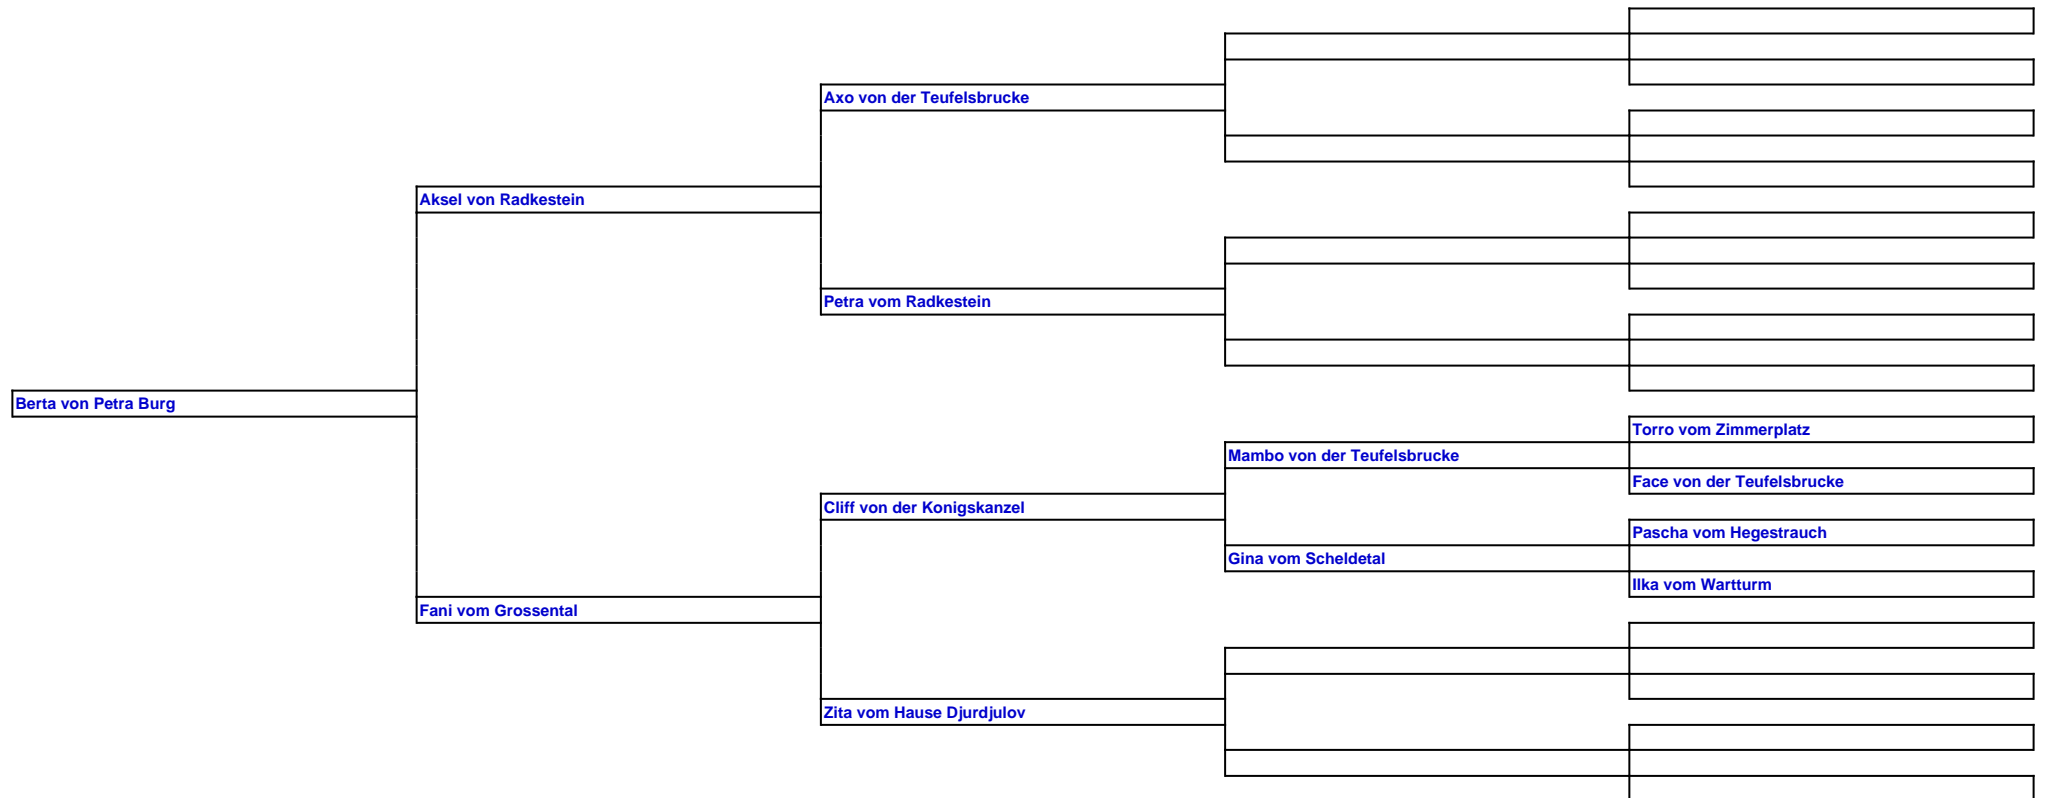 Axo von der Teufelsbrucke
Aksel von Radkestein
Petra vom Radkestein
Berta von Petra Burg
Torro vom Zimmerplatz
Mambo von der Teufelsbrucke
Face von der Teufelsbrucke
Cliff von der Konigskanzel
Pascha vom Hegestrauch
Gina vom Scheldetal
Ilka vom Wartturm
Fani vom Grossental
Zita vom Hause Djurdjulov